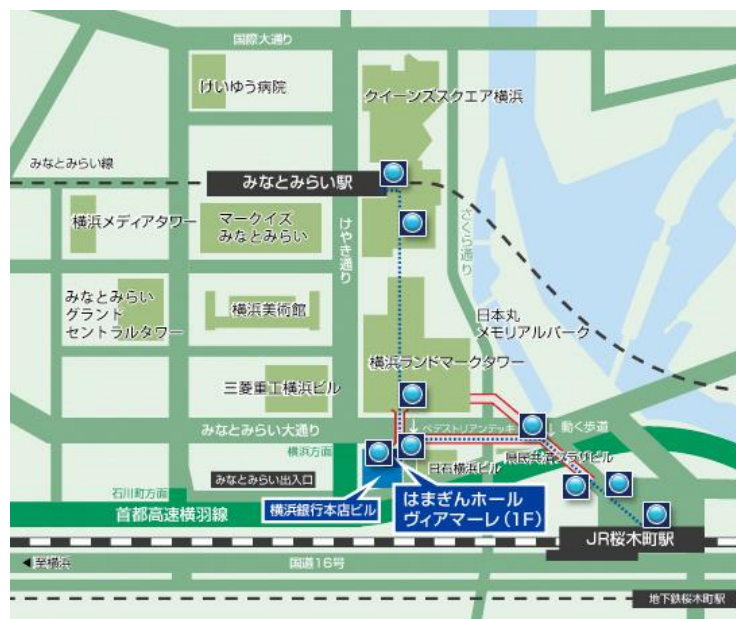 国際大通り
けいゆう病院
クイーンズスクエア横浜
みなとみらい線
みなとみらい駅
横浜メディアタワー
マークイズ
みなとみらい
けやき通り
さくら通り
みなとみらい
グランド
セントラルタワー
横浜美術館
日本丸
メモリアルパーク
横浜ランドマークタワー
三菱重工横浜ビル
みなとみらい大通り
ペデストリアンデッキ
動く歩道
横浜方面
日石横浜ビル
県民共済プラザビル
みなとみらい出入口
石川町方面
首都高速横羽線
横浜銀行本店ビル
はまぎんホール
ヴィアマーレ（1F）
JR桜木町駅
至横浜
国道16号
地下鉄桜木町駅